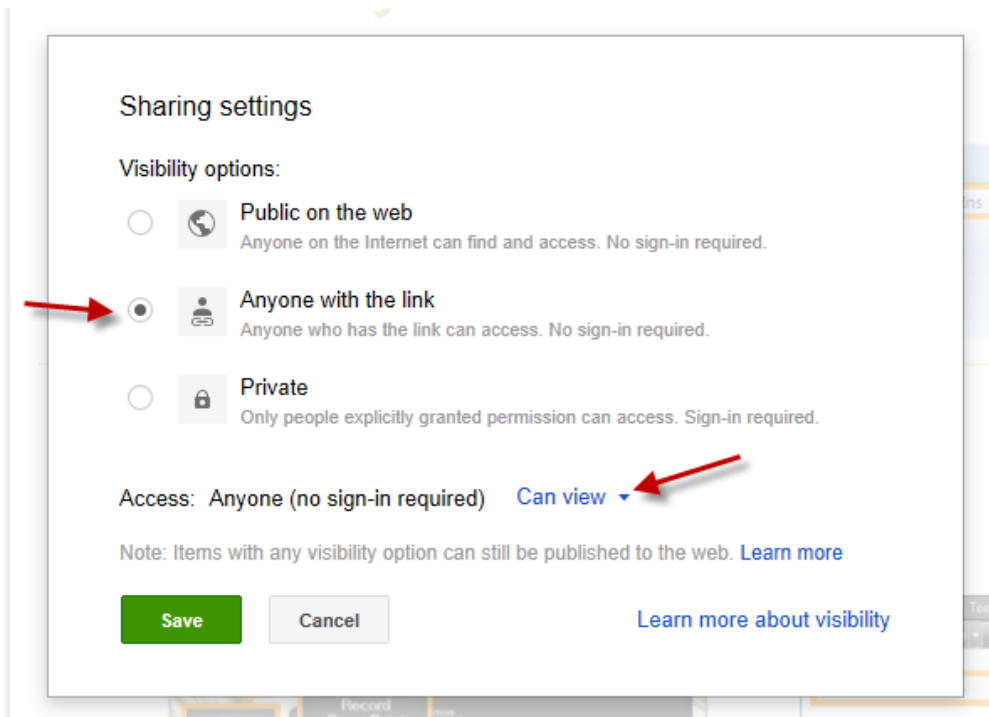 Sharing settings
Visibility options:
Public on the web
Anyone on the Internet can find and access. No sign-in required.
Anyone with the link
Anyone who has the link can access. No sign-in required.
Private
Only people explicitly granted permission can access. Sign-in required.
Access: Anyone (no sign-in required) Can view
Note: Items with any visibility option can still be published to the web. Learn more
Save Cancel Learn more about visibility
Record